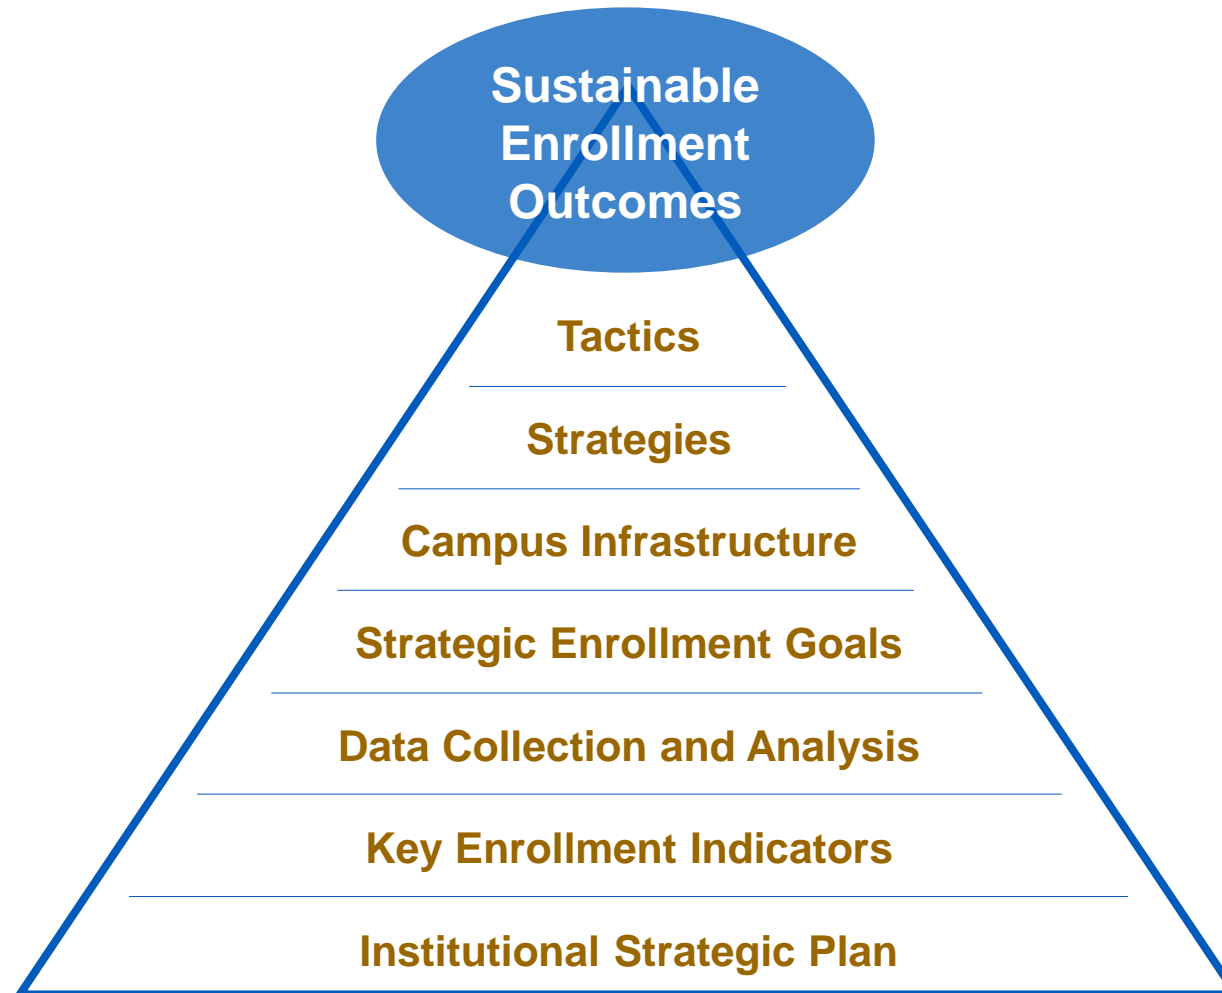 Sustainable
Enrollment
Outcomes
Tactics
Strategies
Campus Infrastructure
Strategic Enrollment Goals
Data Collection and Analysis
Key Enrollment Indicators
Institutional Strategic Plan